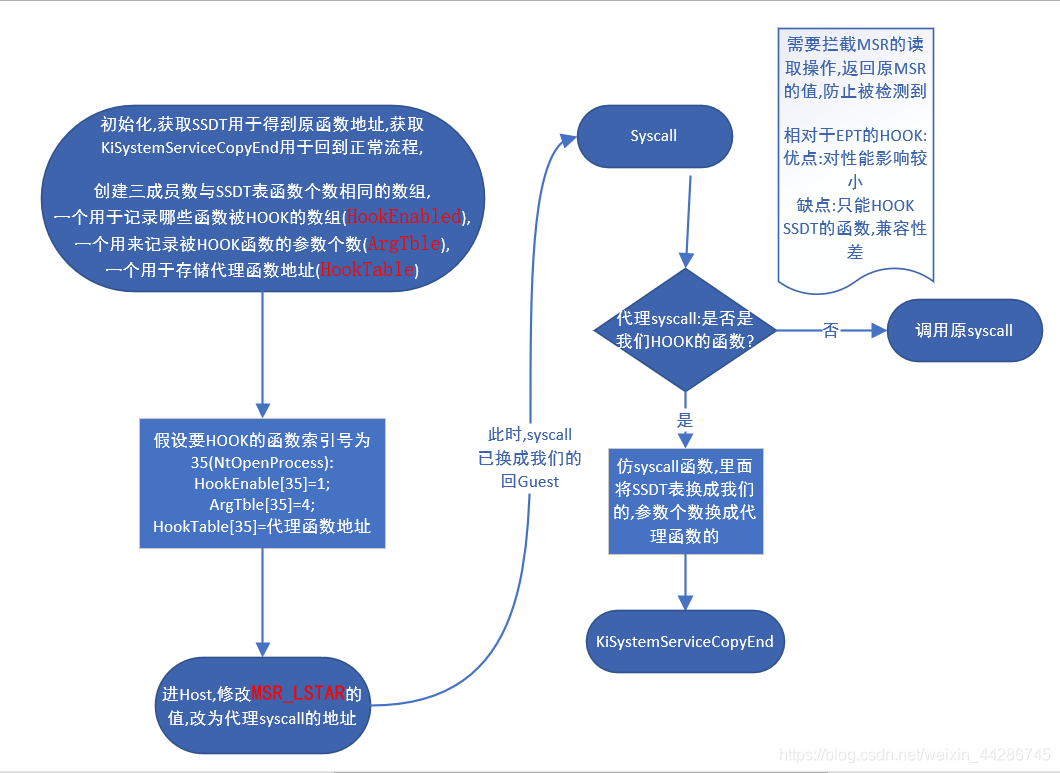 初始化,获取SSDT用于得到原函数地址,获取
KiSystemServiceCopyEnd用于回到正常流程,
创建三成员数与SSDT表函数个数相同的数组,
一个用于记录哪些函数被HOOK的数组(HookEnabled),
一个用来记录被HOOK函数的参数个数(ArgTble),
一个用于存储代理函数地址(HookTable)
假设要HOOK的函数索引号为
35(NtOpenProcess):
HookEnable[35]=1;
ArgTble[35]=4;
HookTable[35]=代理函数地址
进Host,修改MSR_LSTAR的
值,改为代理syscall的地址
此时,syscall
已换成我们的
回Guest
Syscall
代理syscall:是否是
我们HOOK的函数?
否
调用原syscall
是
仿syscall函数,里面
将SSDT表换成我们
的,参数个数换成代
理函数的
KiSystemServiceCopyEnd
需要拦截MSR的读
取操作,返回原MSR
的值,防止被检测到
相对于EPT的HOOK:
优点:对性能影响较
小
缺点:只能HOOK
SSDT的函数,兼容性
差
https://blog.csdn.net/weixin_44286745